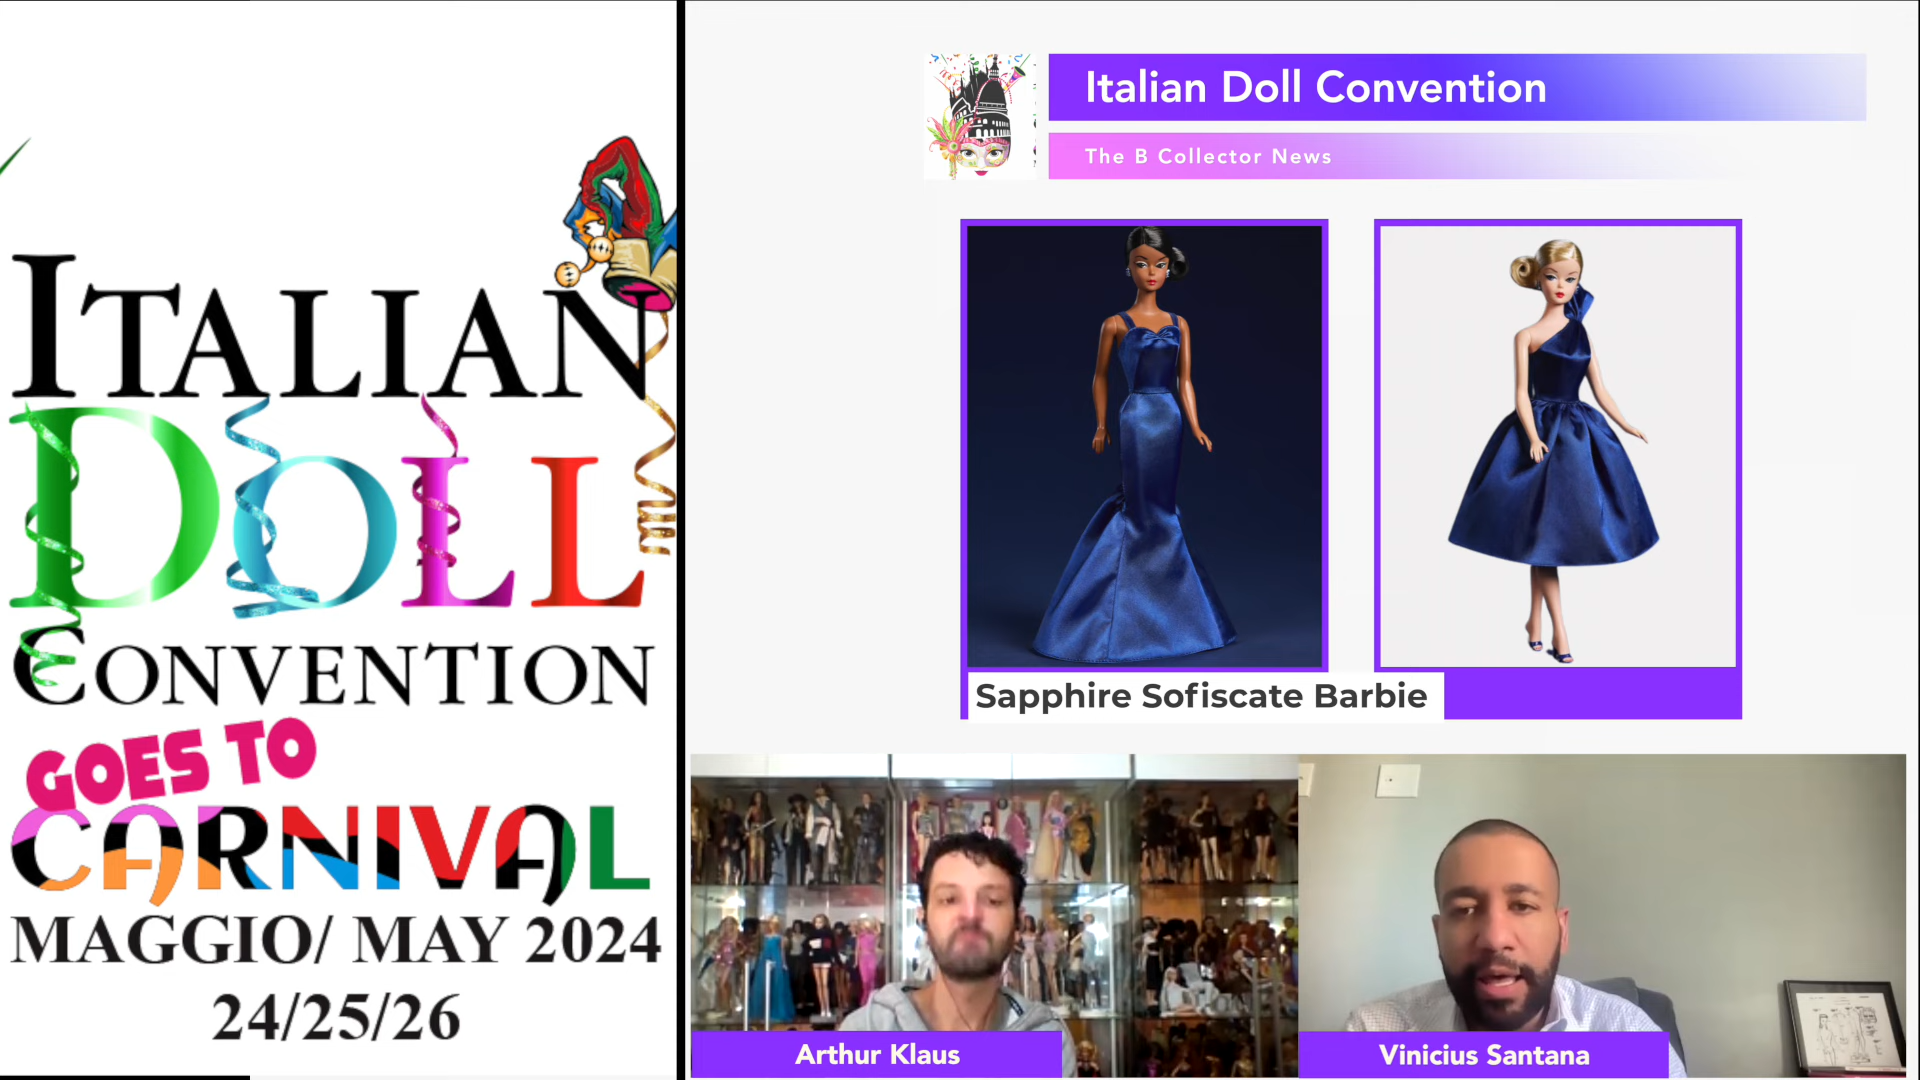 ITALIAN
DOLL
CONVENTION
GOES TO
CARNIVAL
MAGGIO/ MAY 2024
24/25/26
Italian Doll Convention
The B Collector News
Sapphire Sofiscate Barbie
Arthur Klaus
Vinicius Santana